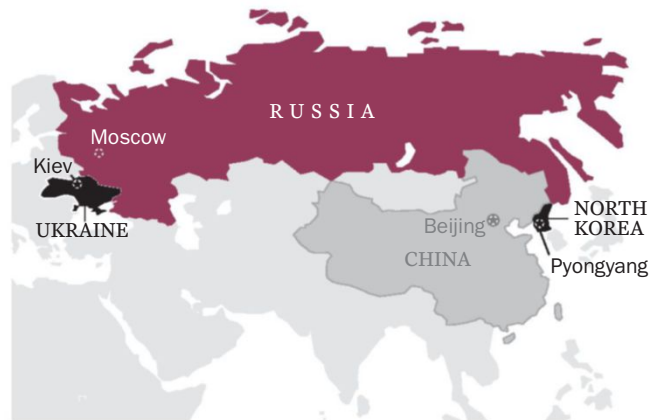 RUSSIA
Moscow
Kiev
UKRAINE
NORTH
KOREA
Beijing
CHINA
Pyongyang